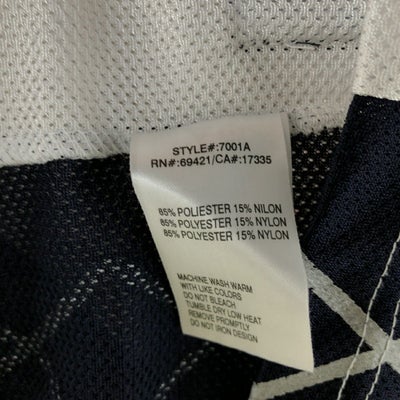 STYLE#:7001A
RN#:69421/CA#:17335
85% POLIESTER 15% NILON
85% POLYESTER 15% NYLON
85% POLYESTER 15% NYLON
MACHINE WASH WARM
WITH LIKE COLORS
DO NOT BLEACH
TUMBLE DRY LOW HEAT
REMOVE PROMPTLY
DO NOT IRON DESIGN